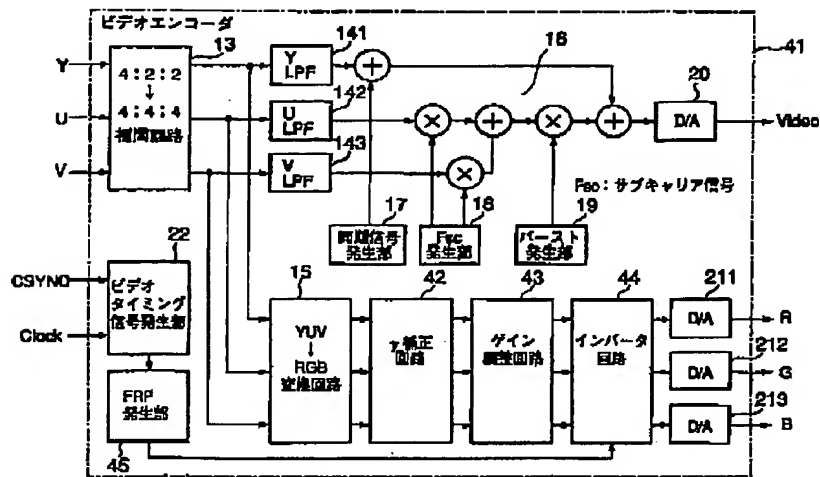 ビデオエンコーダ
13
141
16
41
Y
4:2:2
↓
4:4:4
補間回路
Y
LPF
142
20
U
U
LPF
143
D/A
Video
V
V
LPF
Fsc:サブキャリア信号
17
18
19
同期信号
発生部
Fsc
発生部
バースト
発生部
22
CSYNC
ビデオ
タイミング
信号発生部
Clock
15
42
43
44
211
YUV
↓
RGB
変換回路
γ補正
回路
ゲイン
調整回路
インバータ
回路
D/A
R
212
D/A
G
213
D/A
B
FRP
発生部
45